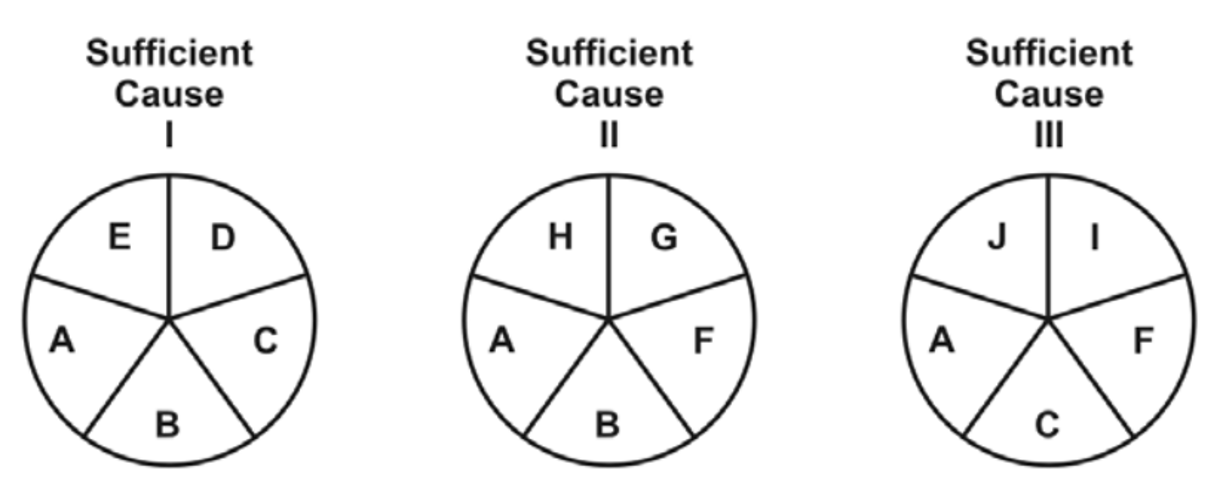 Sufficient
Cause
I
E D
A C
B
Sufficient
Cause
II
H G
A F
B
Sufficient
Cause
III
J I
A F
C